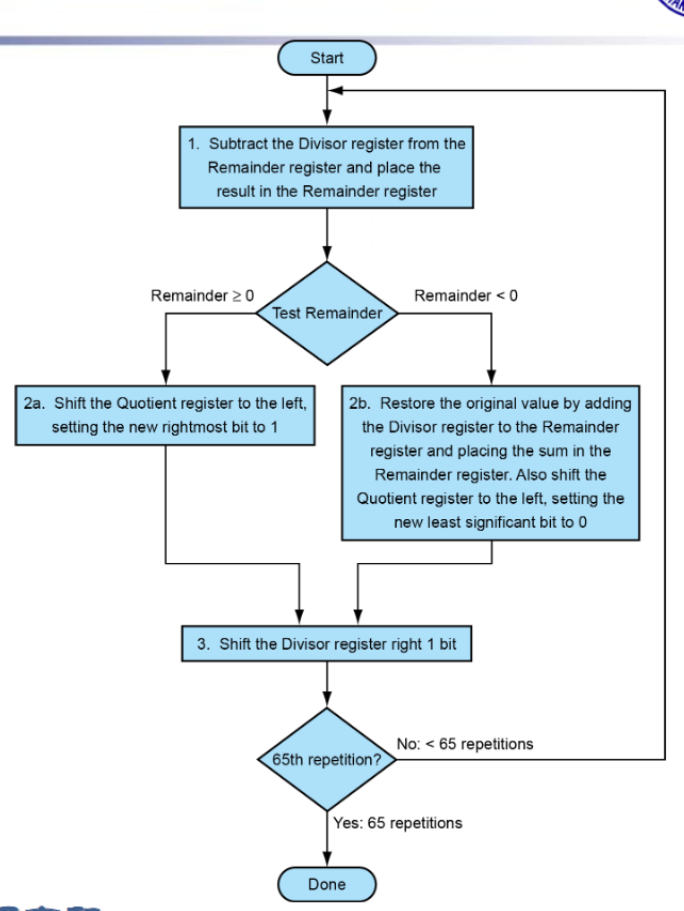 Start
1. Subtract the Divisor register from the
Remainder register and place the
result in the Remainder register
Test Remainder
Remainder ≥ 0
Remainder < 0
2a. Shift the Quotient register to the left,
setting the new rightmost bit to 1
2b. Restore the original value by adding
the Divisor register to the Remainder
register and placing the sum in the
Remainder register. Also shift the
Quotient register to the left, setting the
new least significant bit to 0
3. Shift the Divisor register right 1 bit
65th repetition?
No: < 65 repetitions
Yes: 65 repetitions
Done